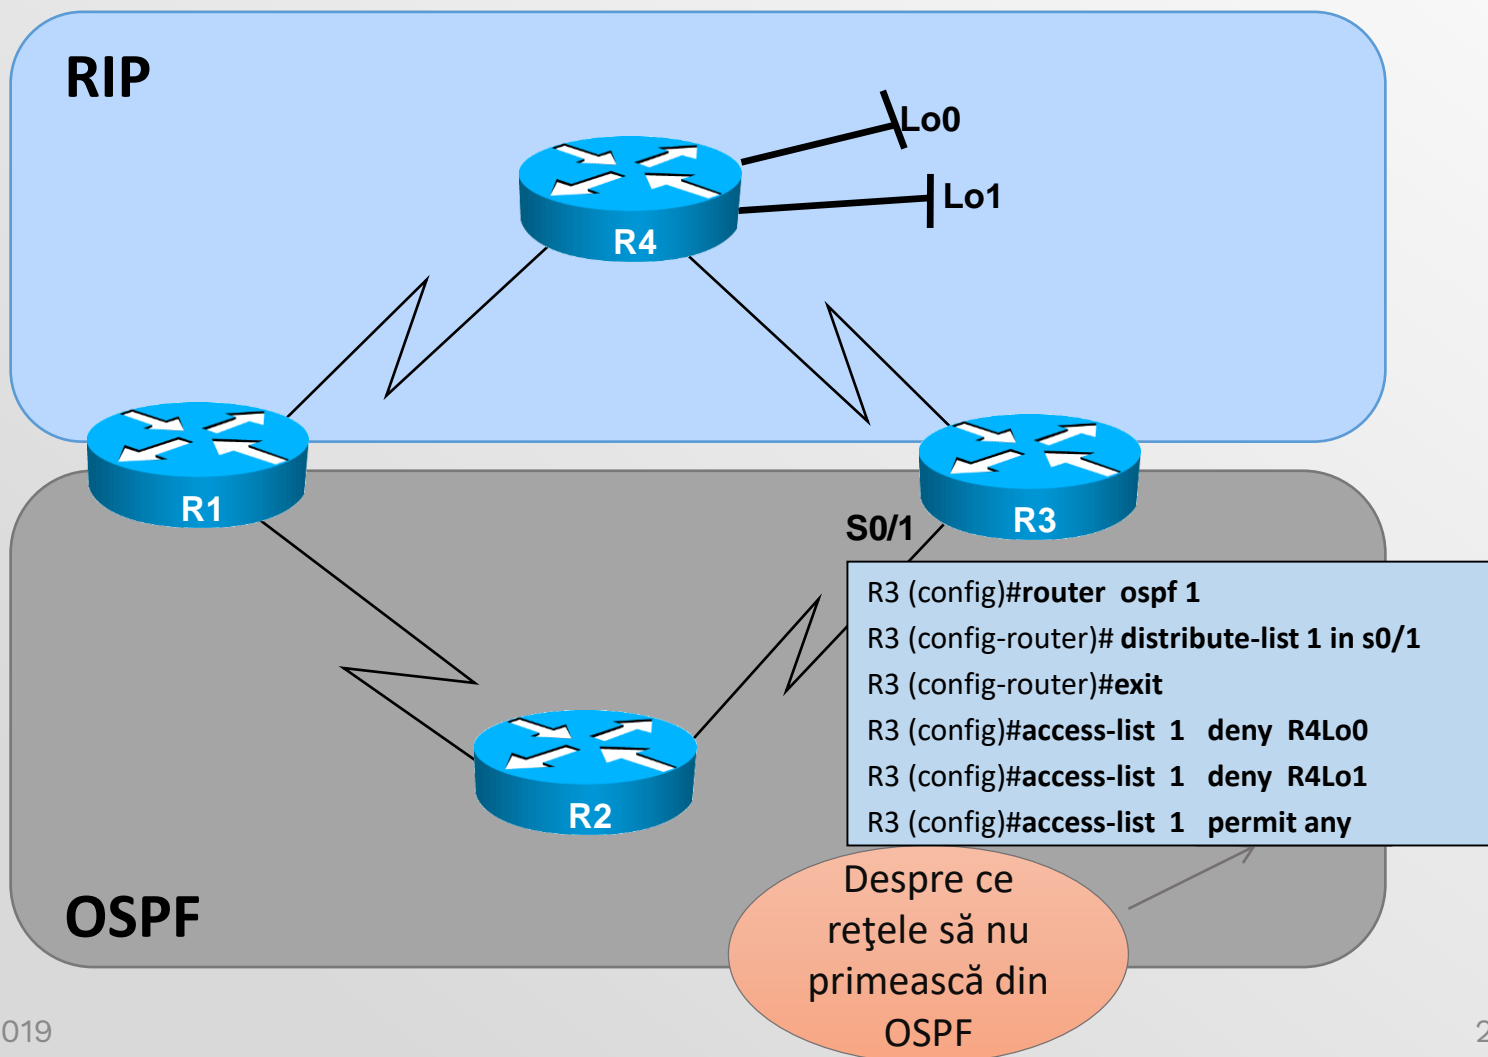 RIP
Lo0
Lo1
R4
R1
R3
S0/1
R3 (config)#router ospf 1
R3 (config-router)# distribute-list 1 in s0/1
R3 (config-router)#exit
R3 (config)#access-list 1 deny R4Lo0
R3 (config)#access-list 1 deny R4Lo1
R3 (config)#access-list 1 permit any
R2
OSPF
Despre ce
reţele să nu
primească din
OSPF
019
2